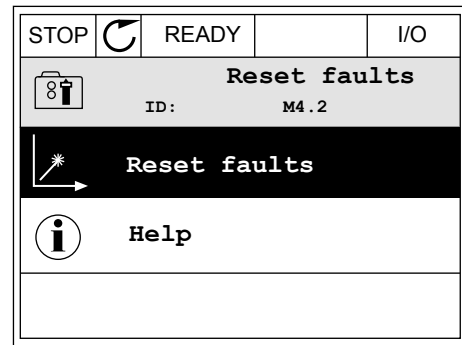 STOP READY I/O
Reset faults
ID: M4.2
Reset faults
Help